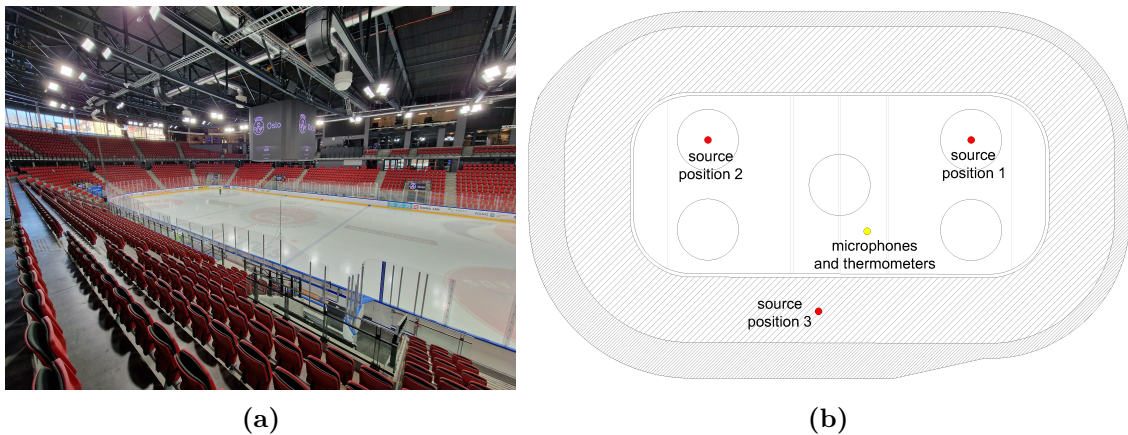 Oslo
source
position 2
source
position 1
microphones
and thermometers
source
position 3
(a)
(b)